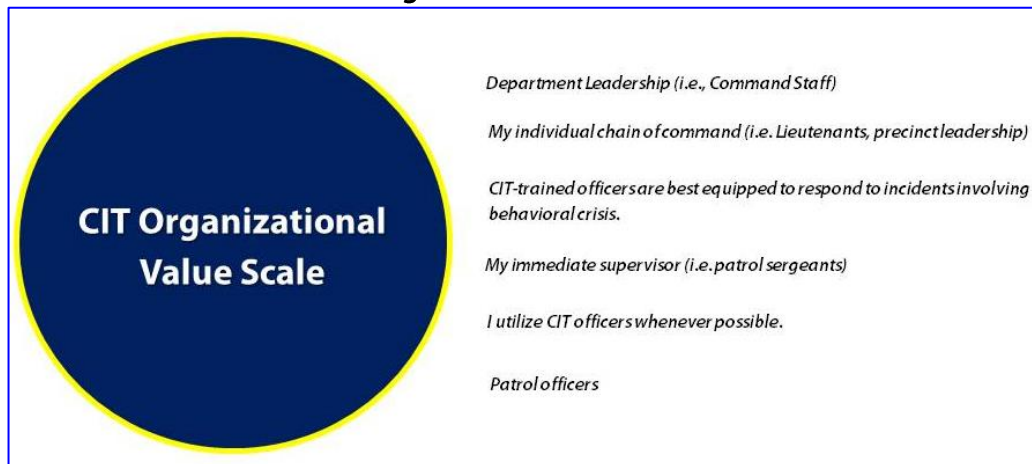 CIT Organizational
Value Scale
Department Leadership (i.e., Command Staff)
My individual chain of command (i.e. Lieutenants, precinct leadership)
CIT-trained officers are best equipped to respond to incidents involving
behavioral crisis.
My immediate supervisor (i.e. patrol sergeants)
I utilize CIT officers whenever possible.
Patrol officers